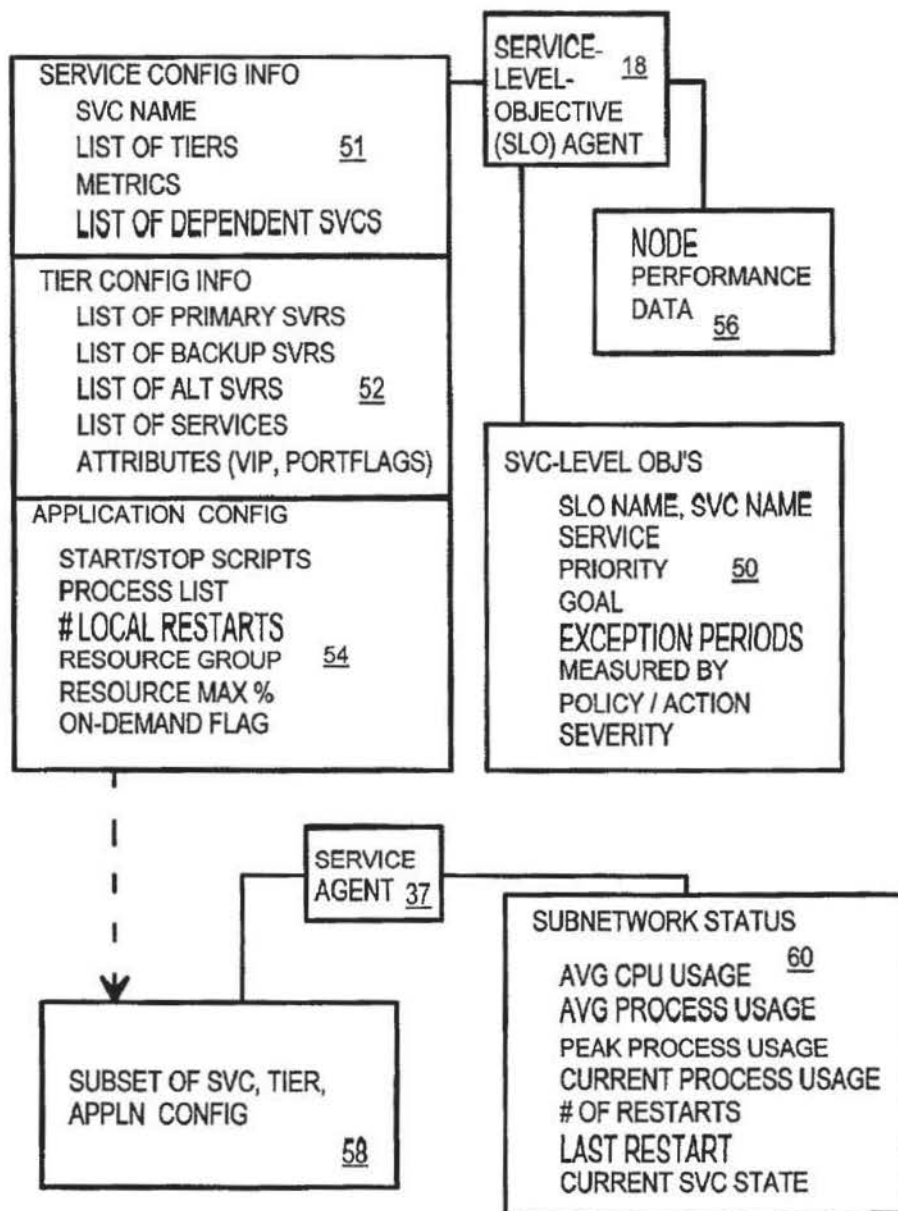 SERVICE CONFIG INFO
SVC NAME
LIST OF TIERS 51
METRICS
LIST OF DEPENDENT SVCS
TIER CONFIG INFO
LIST OF PRIMARY SVRS
LIST OF BACKUP SVRS
LIST OF ALT SVRS 52
LIST OF SERVICES
ATTRIBUTES (VIP, PORTFLAGS)
APPLICATION CONFIG
START/STOP SCRIPTS
PROCESS LIST
# LOCAL RESTARTS
RESOURCE GROUP 54
RESOURCE MAX %
ON-DEMAND FLAG
SERVICE-
LEVEL- 18
OBJECTIVE
(SLO) AGENT
NODE
PERFORMANCE
DATA 56
SVC-LEVEL OBJ'S
SLO NAME, SVC NAME
SERVICE
PRIORITY 50
GOAL
EXCEPTION PERIODS
MEASURED BY
POLICY / ACTION
SEVERITY
SERVICE
AGENT 37
SUBSET OF SVC, TIER,
APPLN CONFIG
58
SUBNETWORK STATUS
60
AVG CPU USAGE
AVG PROCESS USAGE
PEAK PROCESS USAGE
CURRENT PROCESS USAGE
# OF RESTARTS
LAST RESTART
CURRENT SVC STATE